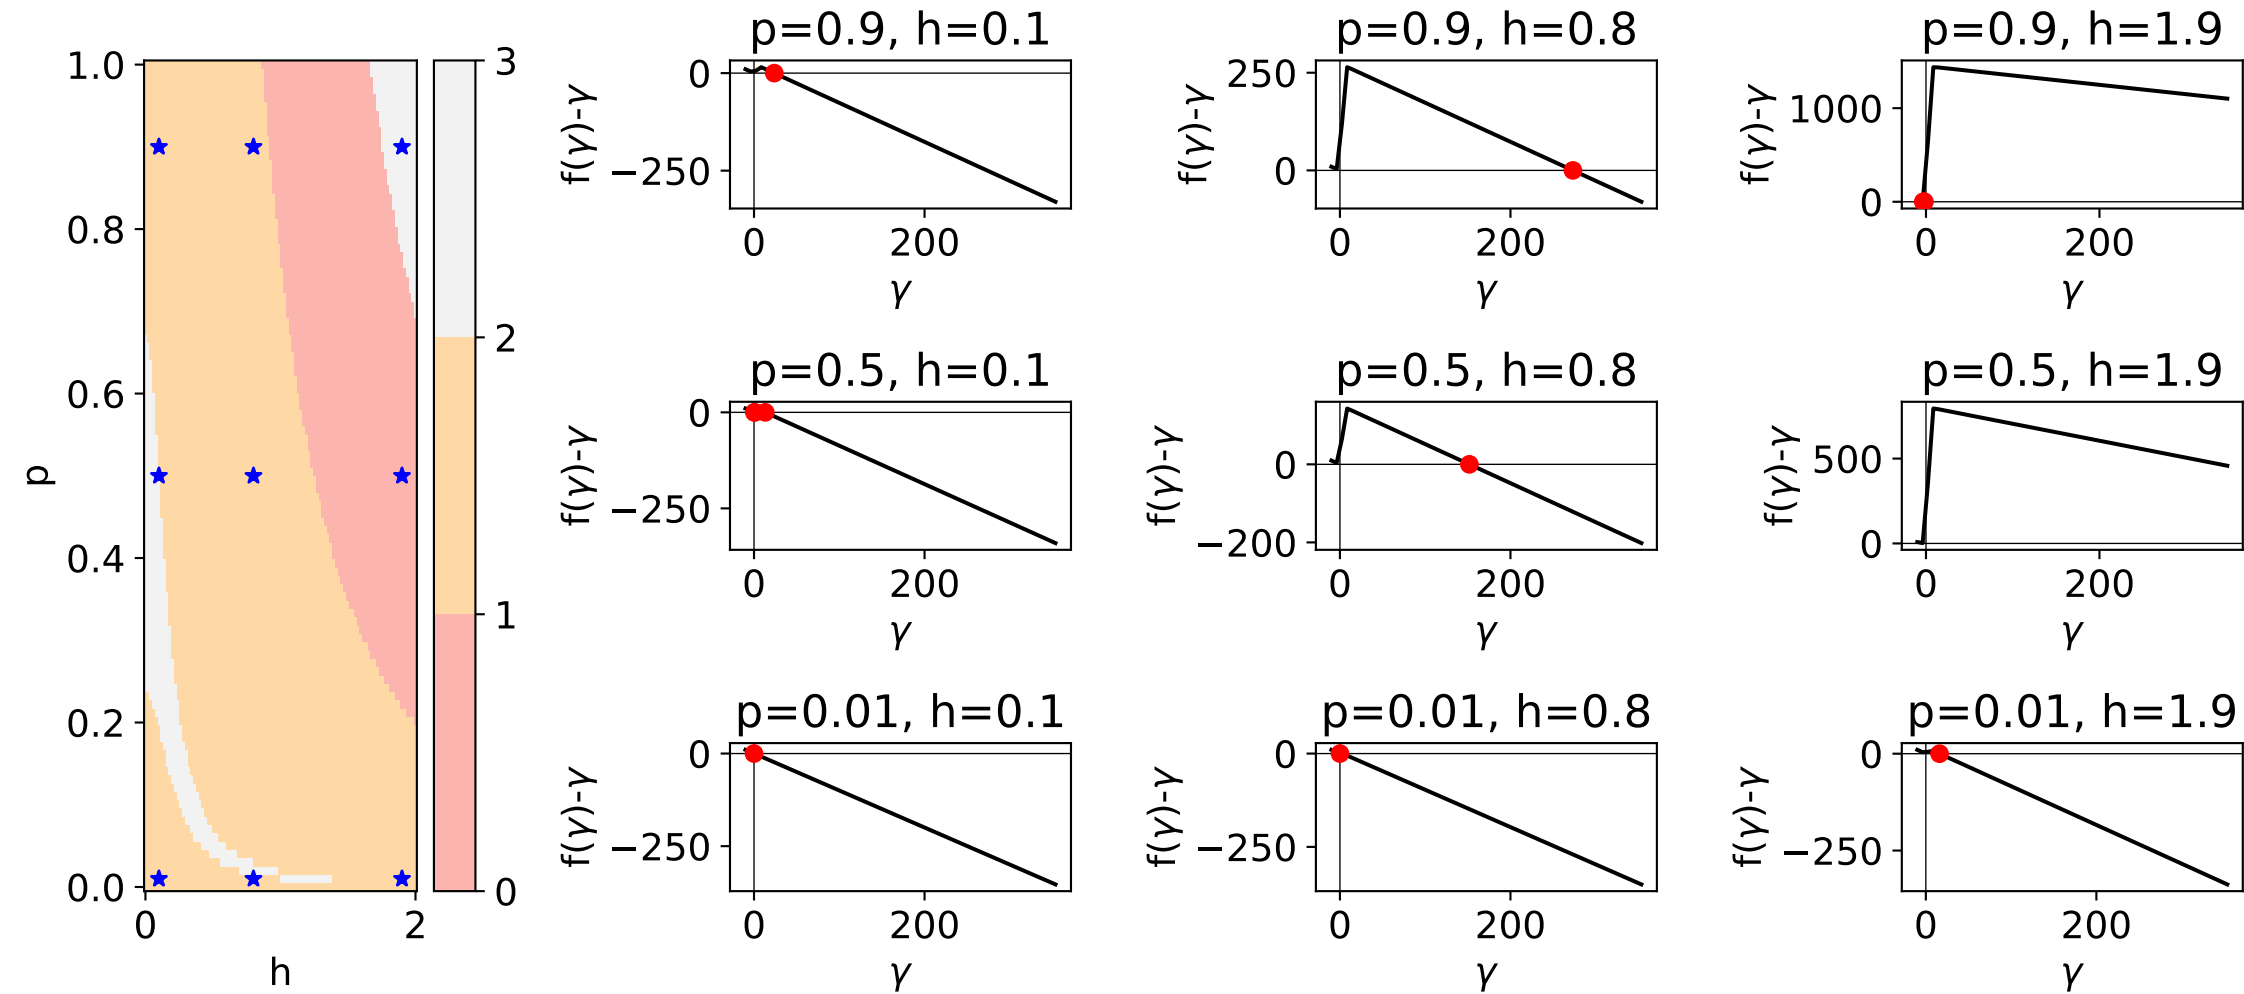 p
1.0
0.8
0.6
0.4
0.2
0.0
0 2
h
3
2
1
0
p=0.9, h=0.1
f(γ)-γ
0
−250
0 200
γ
p=0.9, h=0.8
f(γ)-γ
250
0
0 200
γ
p=0.9, h=1.9
f(γ)-γ
1000
0
0 200
γ
p=0.5, h=0.1
f(γ)-γ
0
−250
0 200
γ
p=0.5, h=0.8
f(γ)-γ
0
−200
0 200
γ
p=0.5, h=1.9
f(γ)-γ
500
0
0 200
γ
p=0.01, h=0.1
f(γ)-γ
0
−250
0 200
γ
p=0.01, h=0.8
f(γ)-γ
0
−250
0 200
γ
p=0.01, h=1.9
f(γ)-γ
0
−250
0 200
γ